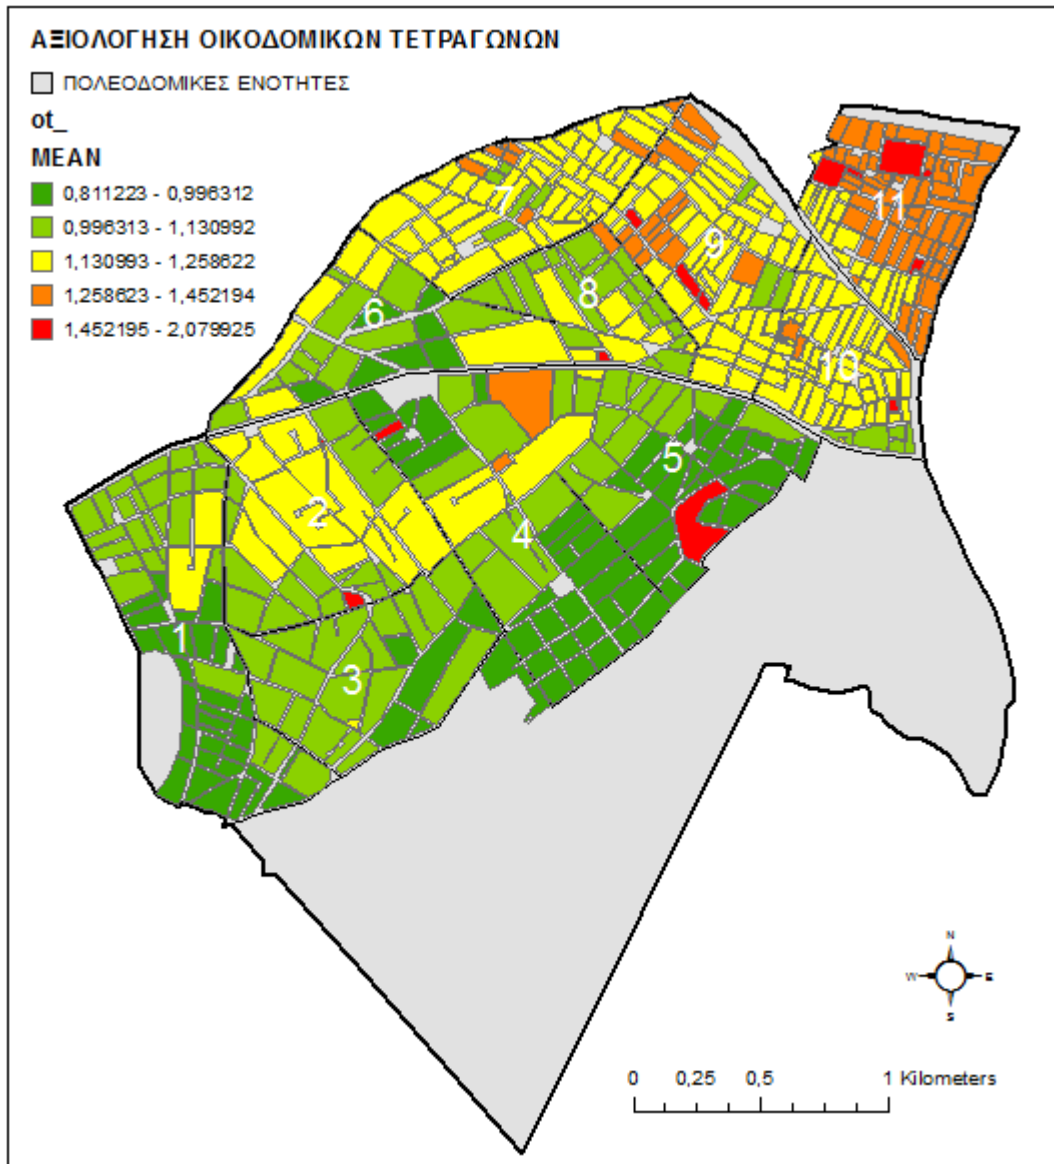 ΑΞΙΟΛΟΓΗΣΗ ΟΙΚΟΔΟΜΙΚΩΝ ΤΕΤΡΑΓΩΝΩΝ
ΠΟΛΕΟΔΟΜΙΚΕΣ ΕΝΟΤΗΤΕΣ
ot_
MEAN
0,811223 - 0,996312
0,996313 - 1,130992
1,130993 - 1,258622
1,258623 - 1,452194
1,452195 - 2,079925
7
11
9
8
6
10
5
2
4
1
3
N
W E
S
0 0,25 0,5 1 Kilometers